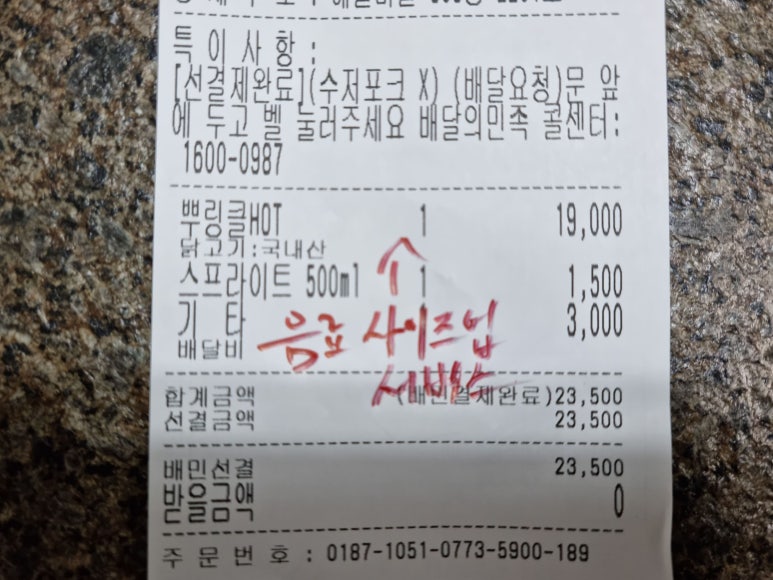 특이사항:
[선결제완료](수저포크 X) (배달요청)문 앞
에 두고 벨 눌러주세요 배달의민족 콜센터:
1600-0987
뿌링클HOT 1 19,000
닭고기:국내산
스프라이트 500ml 1 1,500
기타 3,000
배달비
음료 사이즈업
서비스
합계금액 (배민결제완료)23,500
선결금액 23,500
배민선결 23,500
받을금액 0
주문번호 : 0187-1051-0773-5900-189